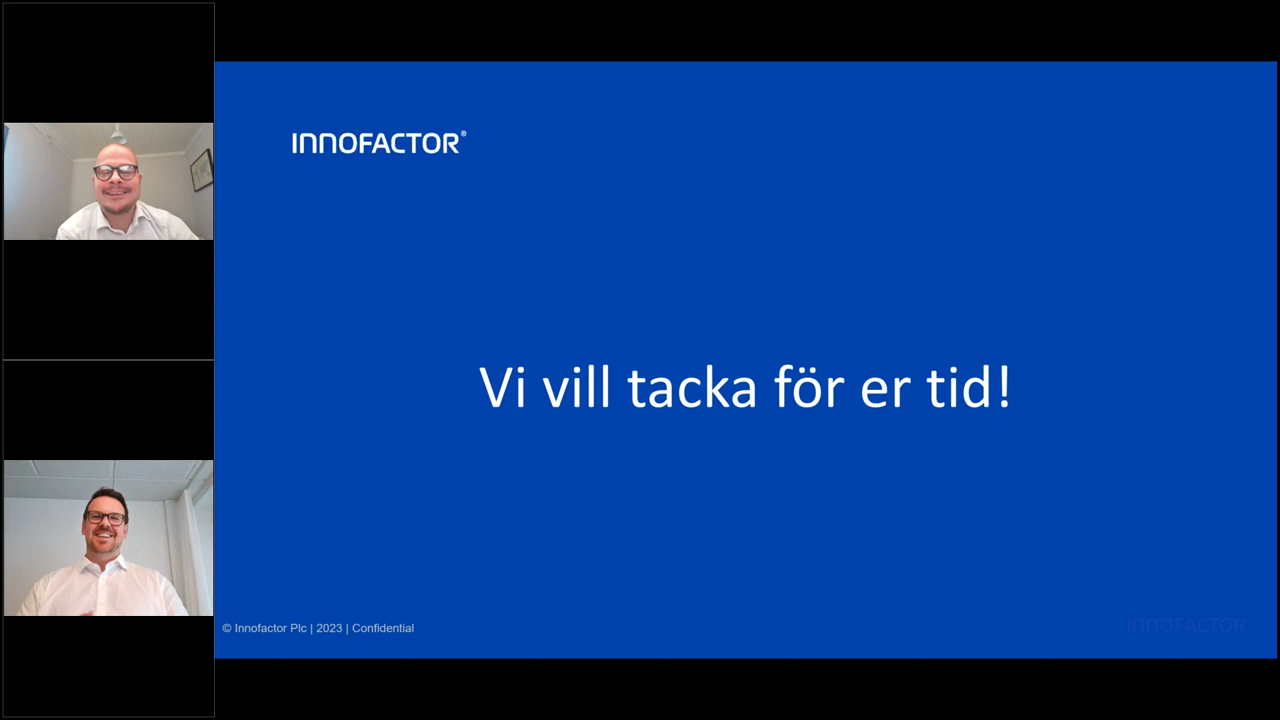 INNOFACTOR®
Vi vill tacka för er tid!
© Innofactor Plc | 2023 | Confidential
INNOFACTOR